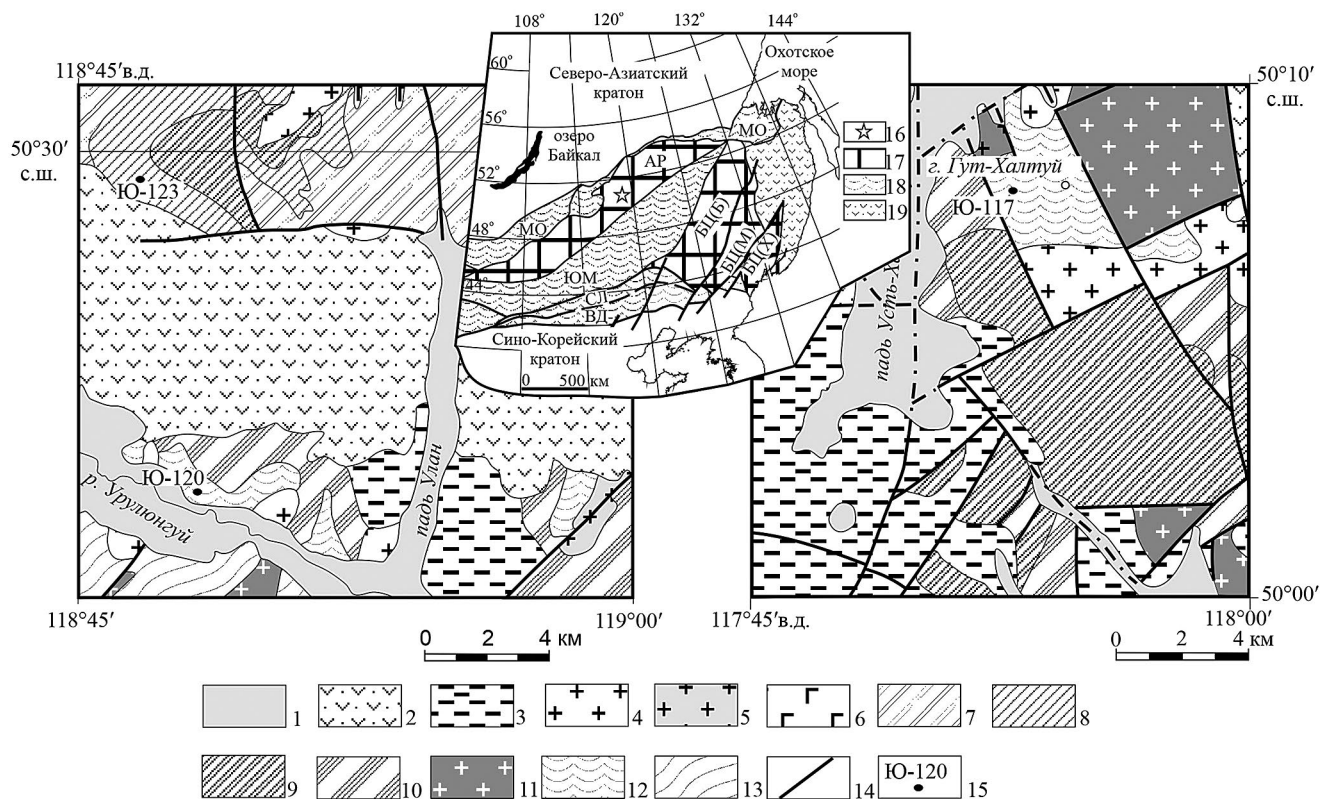 108° 120° 132° 144°
60°
Северо-Азиатский
кратон
Охотское
море
56°
озеро
Байкал
52°
48°
44°
МО
АР
МО
ЮМ
СЛ
ВД
БЦ(Б)
БЦ(М)
БЦ(Х)
Сино-Корейский
кратон
0 500 км
16
17
18
19
118°45′в.д.
50°30′
с.ш.
Ю-123
Ю-120
р. Урулюнгуй
падь Улан
118°45′
119°00′
0 2 4 км
50°10′
с.ш.
г. Гут-Халтуй
Ю-117
падь Усть-Х
50°00′
117°45′в.д.
118°00′
0 2 4 км
1 2 3 4 5 6 7 8
Ю-120
9 10 11 12 13 14 15